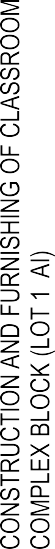 CONSTRUCTION AND FURNISHING OF CLASSROOM
COMPLEX BLOCK (LOT 1 AI)